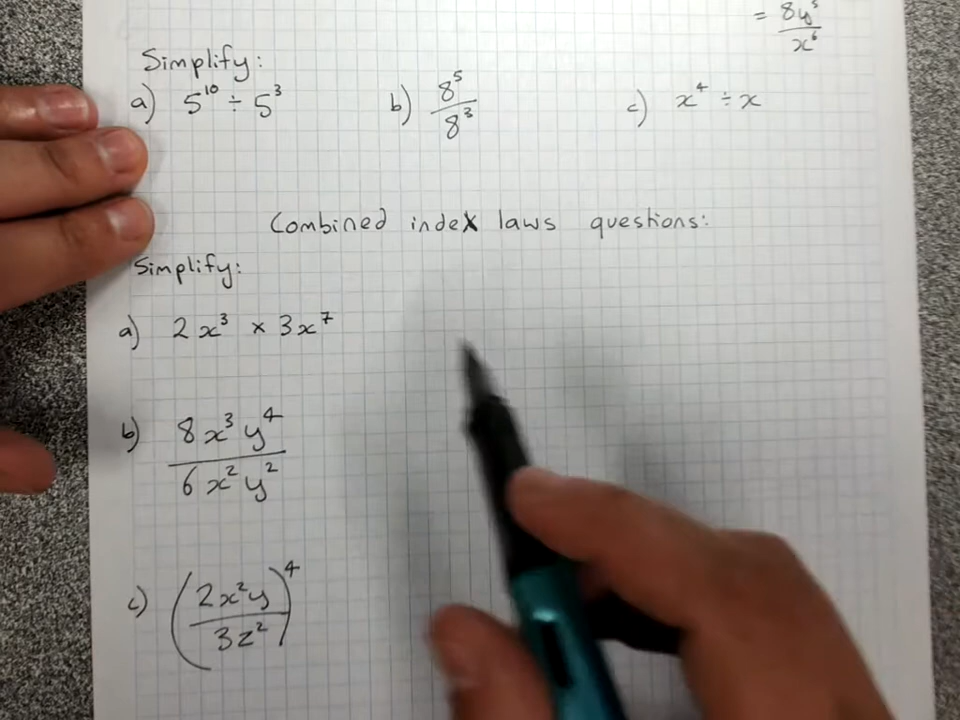 = 8y⁵/x⁶
Simplify:
a) 5¹⁰ ÷ 5³ b) 8⁵/8³ c) x⁴ ÷ x
Combined index laws questions:
Simplify:
a) 2x³ × 3x⁷
b) 8x³y⁴/6x²y²
c) (2x²y/3z²)⁴